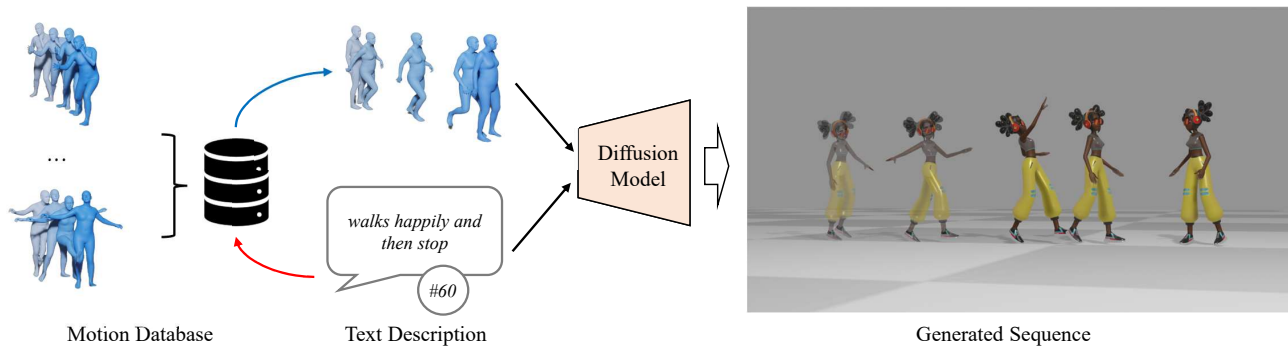 ...
walks happily and
then stop
#60
Diffusion
Model
Motion Database
Text Description
Generated Sequence